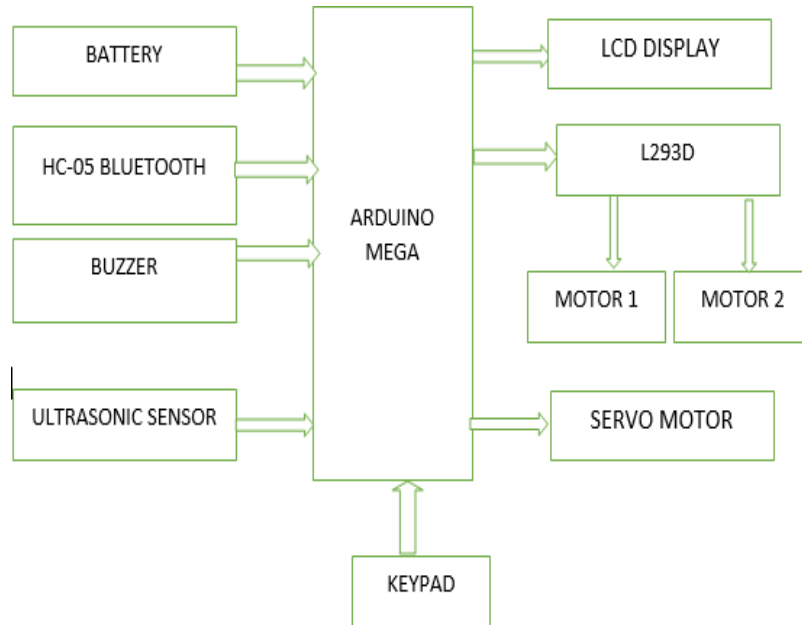 BATTERY
HC-05 BLUETOOTH
BUZZER
ULTRASONIC SENSOR
ARDUINO
MEGA
KEYPAD
LCD DISPLAY
L293D
MOTOR 1
MOTOR 2
SERVO MOTOR